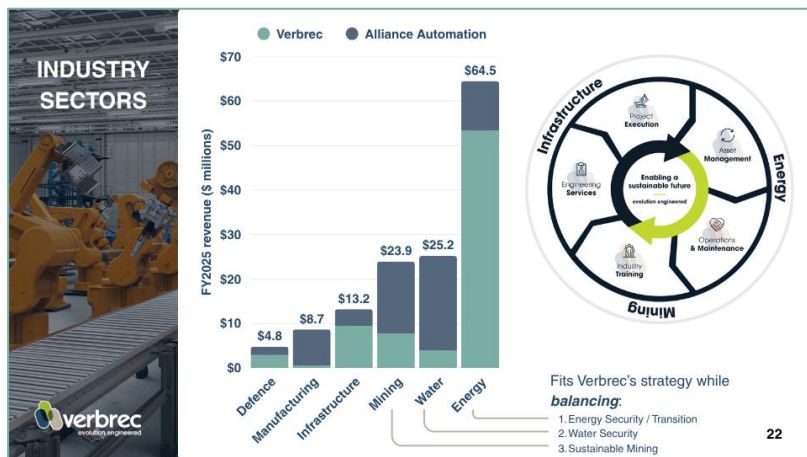 INDUSTRY
SECTORS
verbrec
evolution engineered
Verbrec
Alliance Automation
FY2025 revenue ($ millions)
$70
$60
$50
$40
$30
$20
$10
$0
$4.8
$8.7
$13.2
$23.9
$25.2
$64.5
Defence
Manufacturing
Infrastructure
Mining
Water
Energy
Infrastructure
Energy
Mining
Project
Execution
Asset
Management
Operations
& Maintenance
Industry
Training
Engineering
Services
Enabling a
sustainable future
evolution engineered
Fits Verbrec's strategy while
balancing:
1. Energy Security / Transition
2. Water Security
3. Sustainable Mining
22